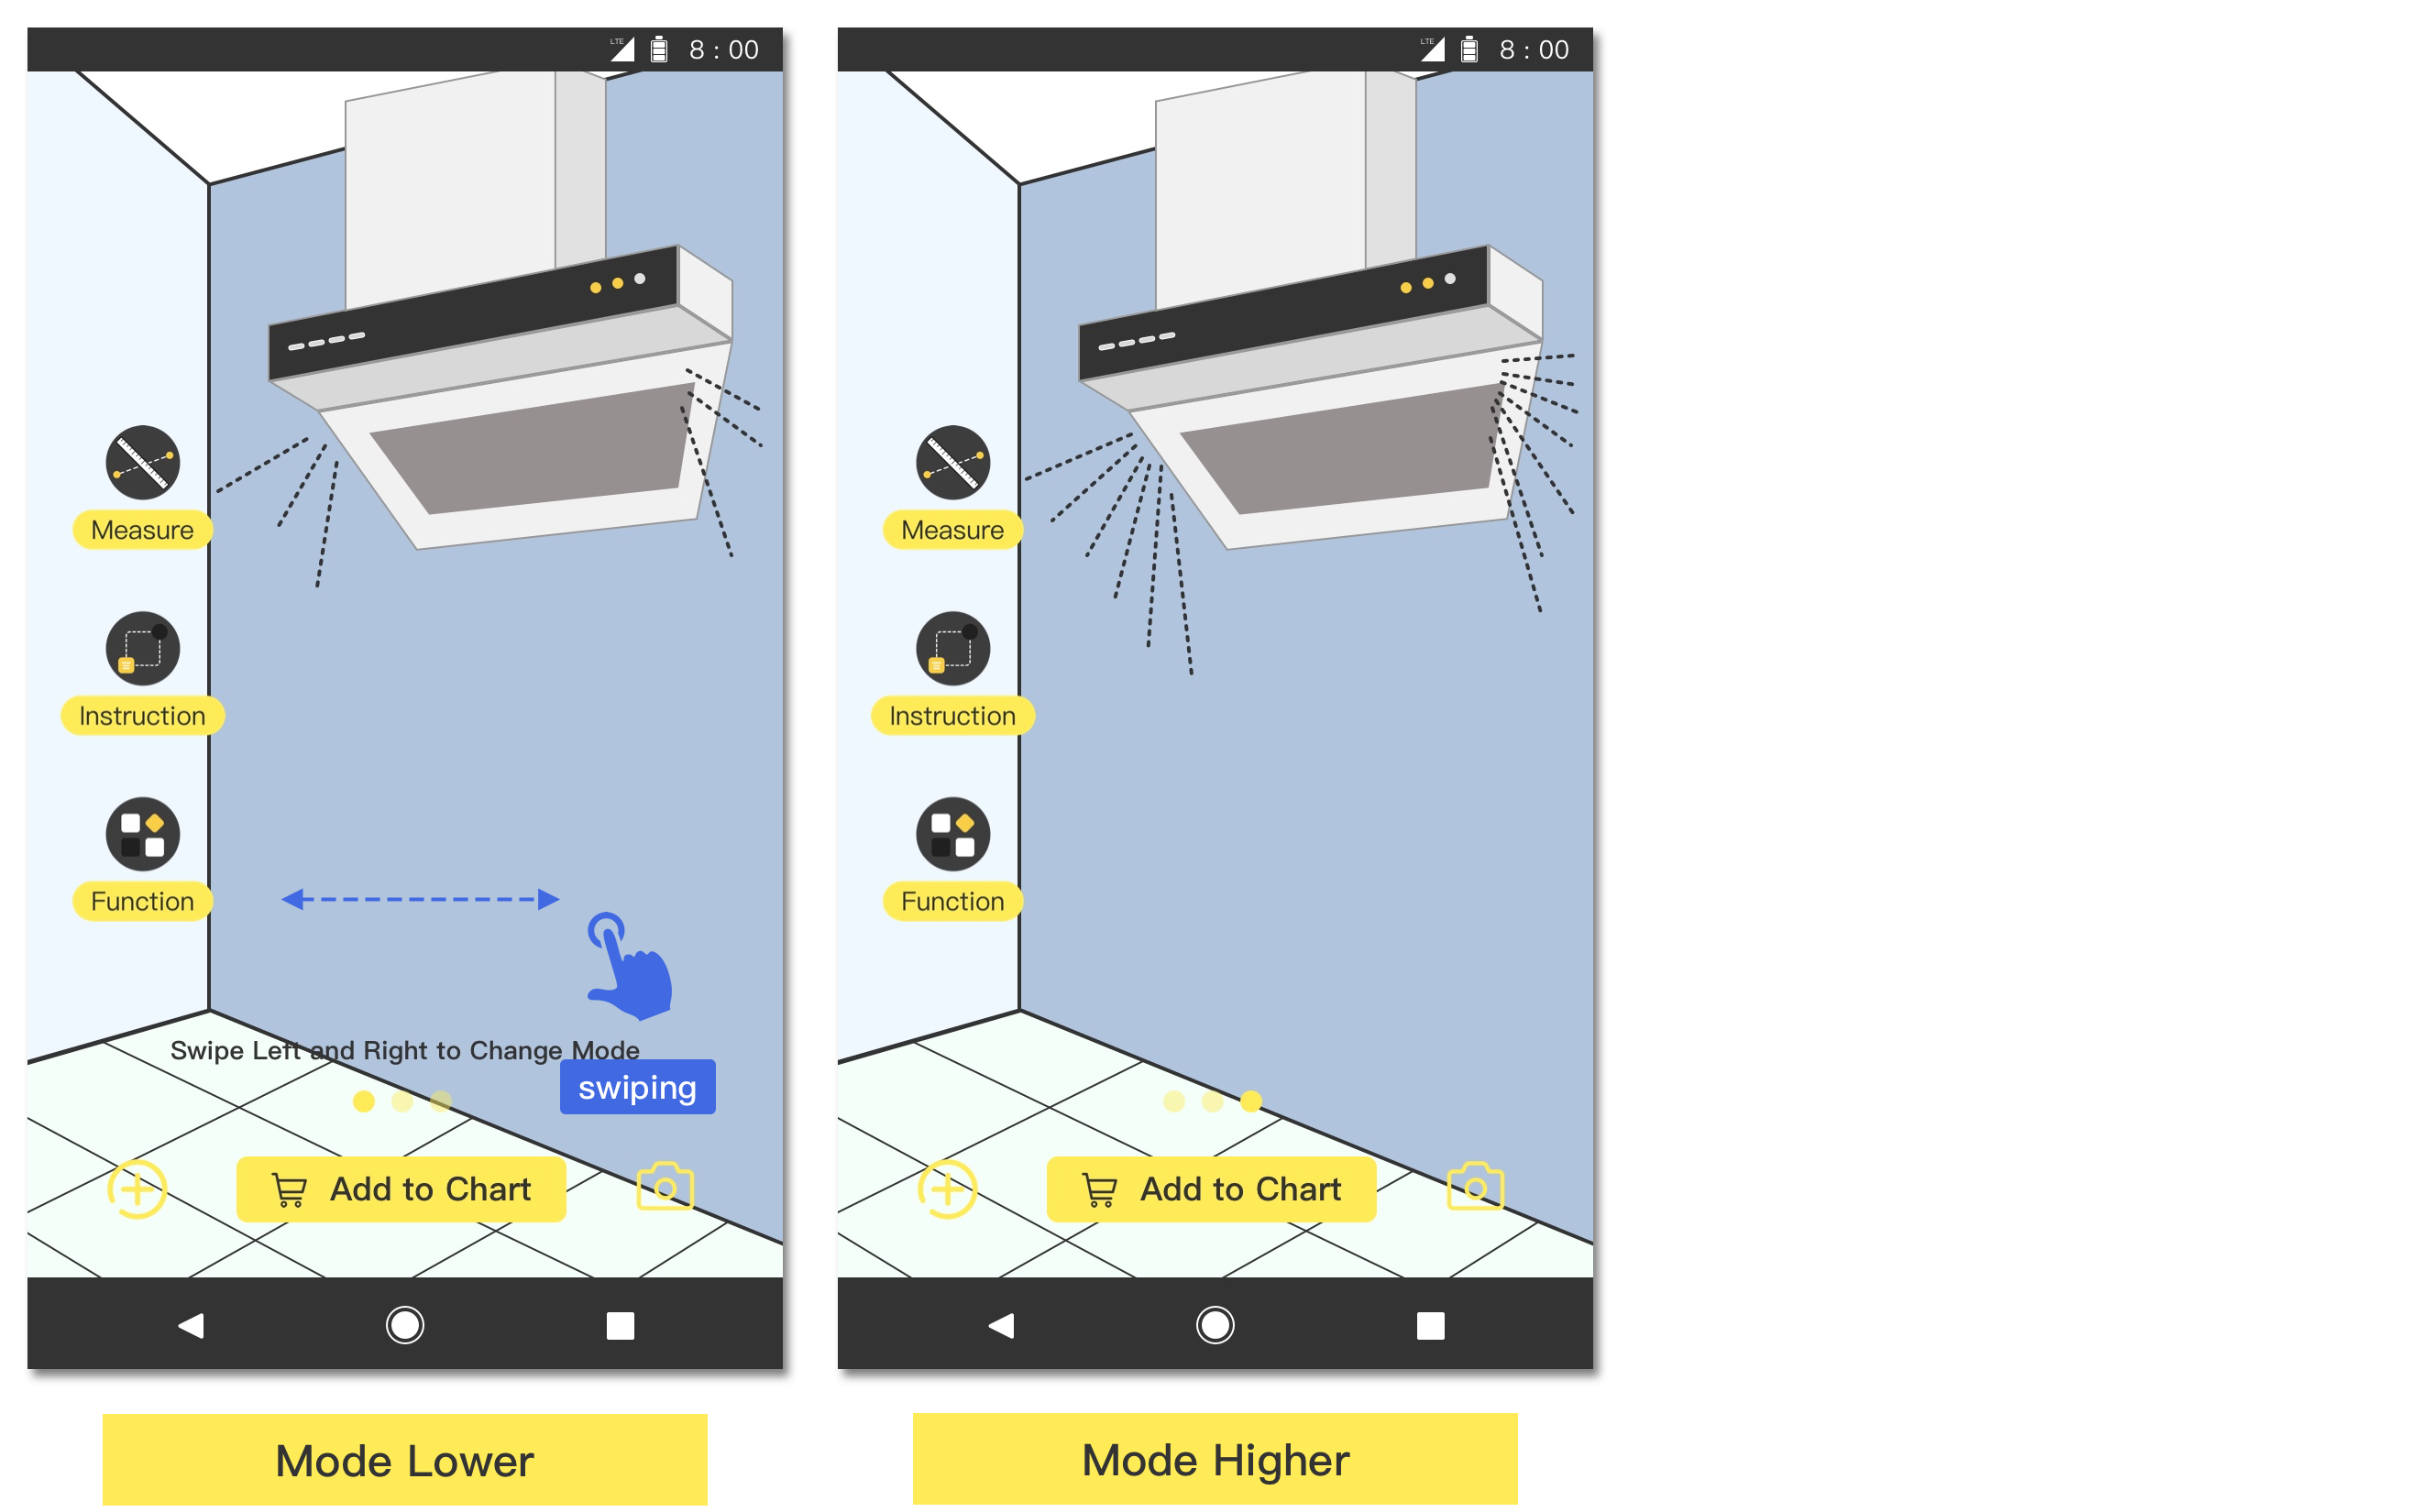 LTE 8 : 00
Measure
Instruction
Function
Swipe Left and Right to Change Mode
swiping
Add to Chart
Mode Lower
LTE 8 : 00
Measure
Instruction
Function
Add to Chart
Mode Higher